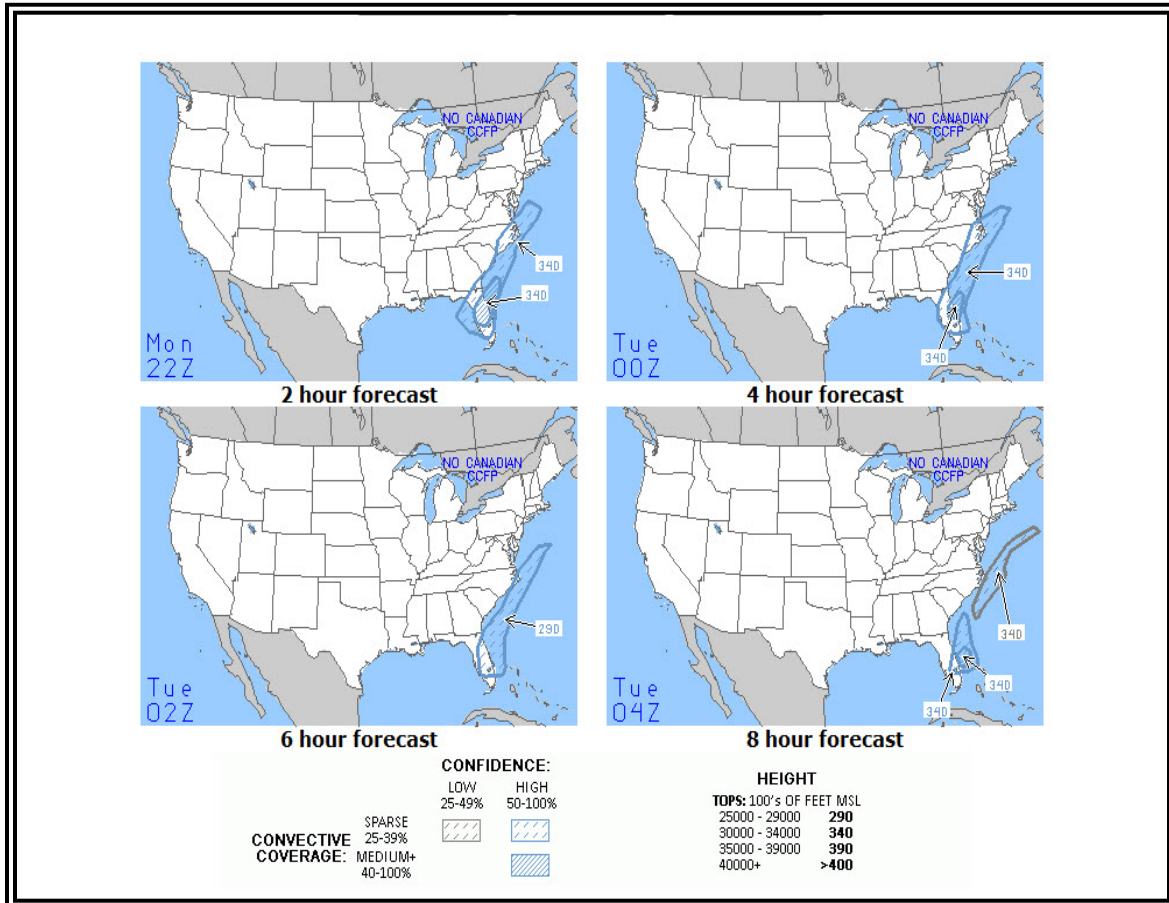 NO CANADIAN
CCFP
340
340
Mon
22Z
2 hour forecast
NO CANADIAN
CCFP
340
340
Tue
00Z
4 hour forecast
NO CANADIAN
CCFP
290
Tue
02Z
6 hour forecast
NO CANADIAN
CCFP
340
340
340
Tue
04Z
8 hour forecast
CONFIDENCE:
LOW HIGH
25-49% 50-100%
CONVECTIVE
COVERAGE:
SPARSE
25-39%
MEDIUM+
40-100%
HEIGHT
TOPS: 100's OF FEET MSL
25000 - 29000 290
30000 - 34000 340
35000 - 39000 390
40000+ >400